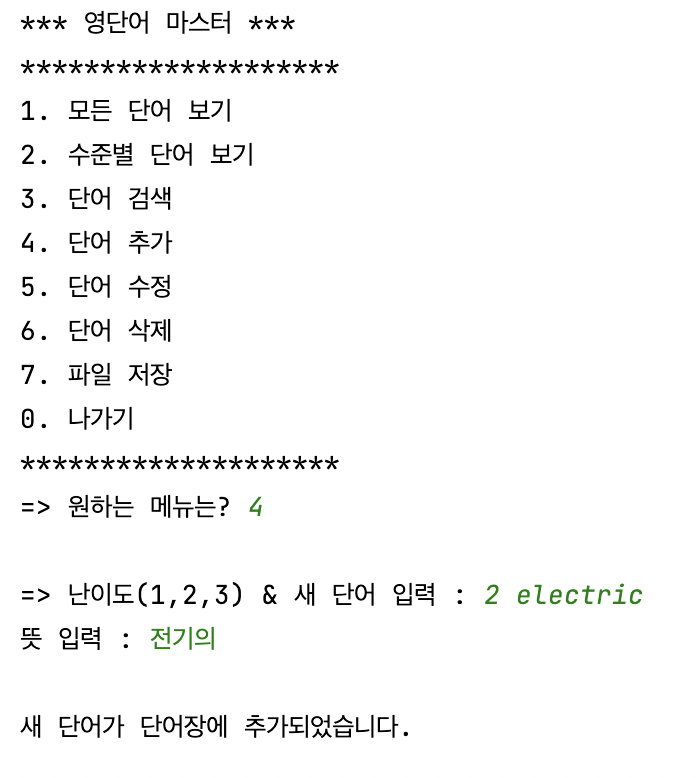 *** 영단어 마스터 ***
********************
1. 모든 단어 보기
2. 수준별 단어 보기
3. 단어 검색
4. 단어 추가
5. 단어 수정
6. 단어 삭제
7. 파일 저장
0. 나가기
********************
=> 원하는 메뉴는? 4
=> 난이도(1,2,3) & 새 단어 입력 : 2 electric
뜻 입력 : 전기의
새 단어가 단어장에 추가되었습니다.